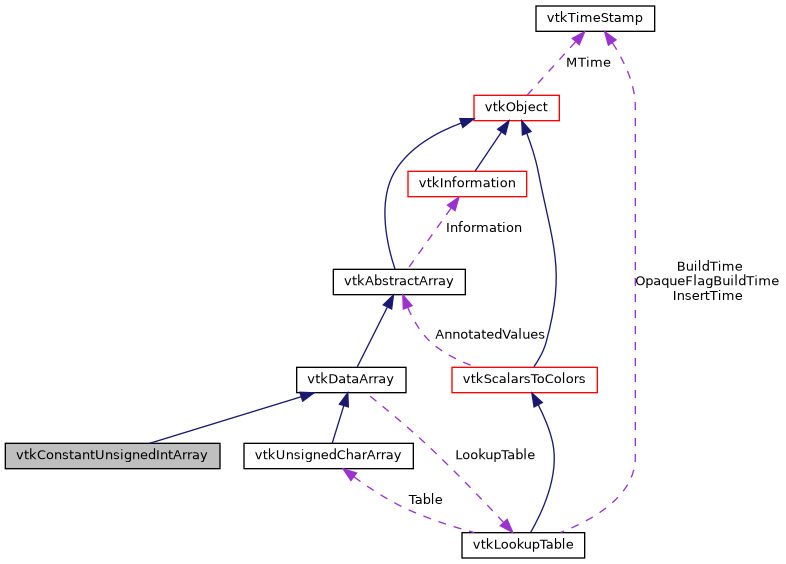 vtkTimeStamp
MTime
vtkObject
vtkInformation
Information
BuildTime
OpaqueFlagBuildTime
InsertTime
vtkAbstractArray
AnnotatedValues
vtkDataArray
vtkScalarsToColors
vtkConstantUnsignedIntArray
vtkUnsignedCharArray
LookupTable
Table
vtkLookupTable